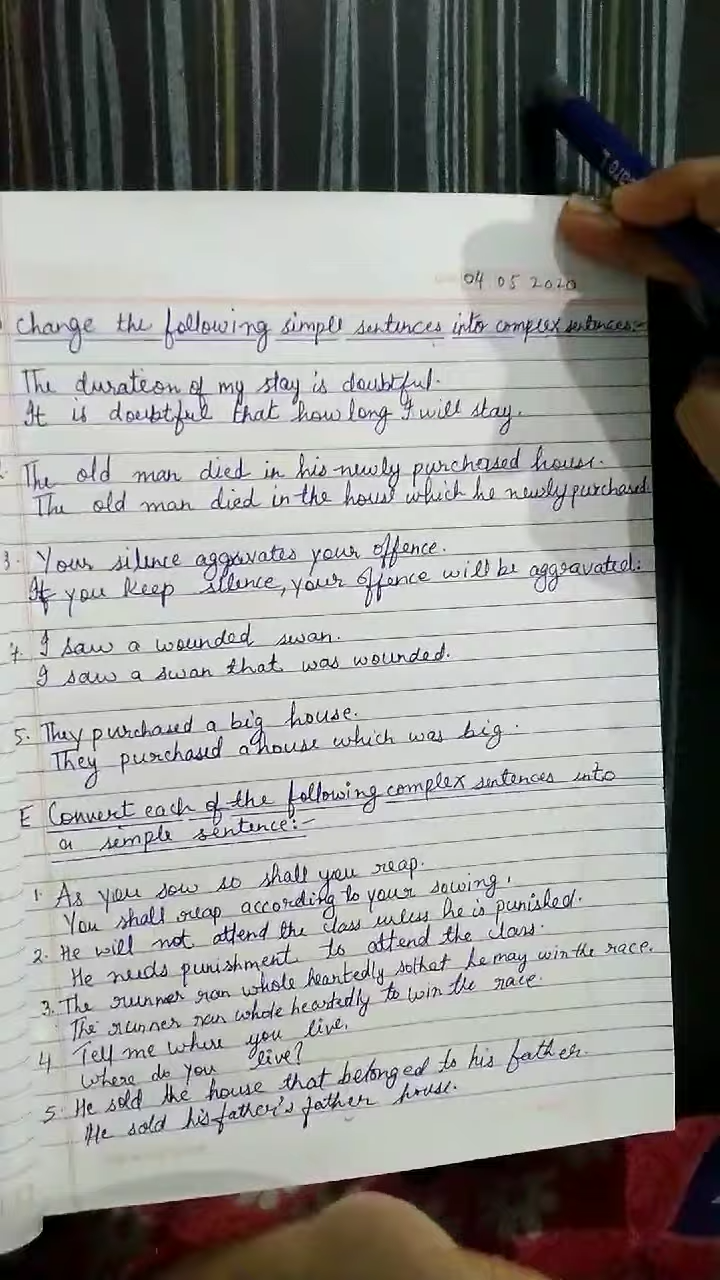 04 05 2020
Change the following simple sentences into complex sentences:-
The duration of my stay is doubtful.
It is doubtful that how long I will stay.
The old man died in his newly purchased house.
The old man died in the house which he newly purchased.
3. Your silence aggravates your offence.
If you keep silence, your offence will be aggravated.
4. I saw a wounded swan.
I saw a swan that was wounded.
5. They purchased a big house.
They purchased a house which was big.
E Convert each of the following complex sentences into
a simple sentence:-
1. As you sow so shall you reap.
You shall reap according to your sowing.
2. He will not attend the class unless he is punished.
He needs punishment to attend the class.
3. The runner ran whole heartedly so that he may win the race.
The runner ran whole heartedly to win the race.
4 Tell me where you live.
Where do you live?
5. He sold the house that belonged to his father.
He sold his father's father house.